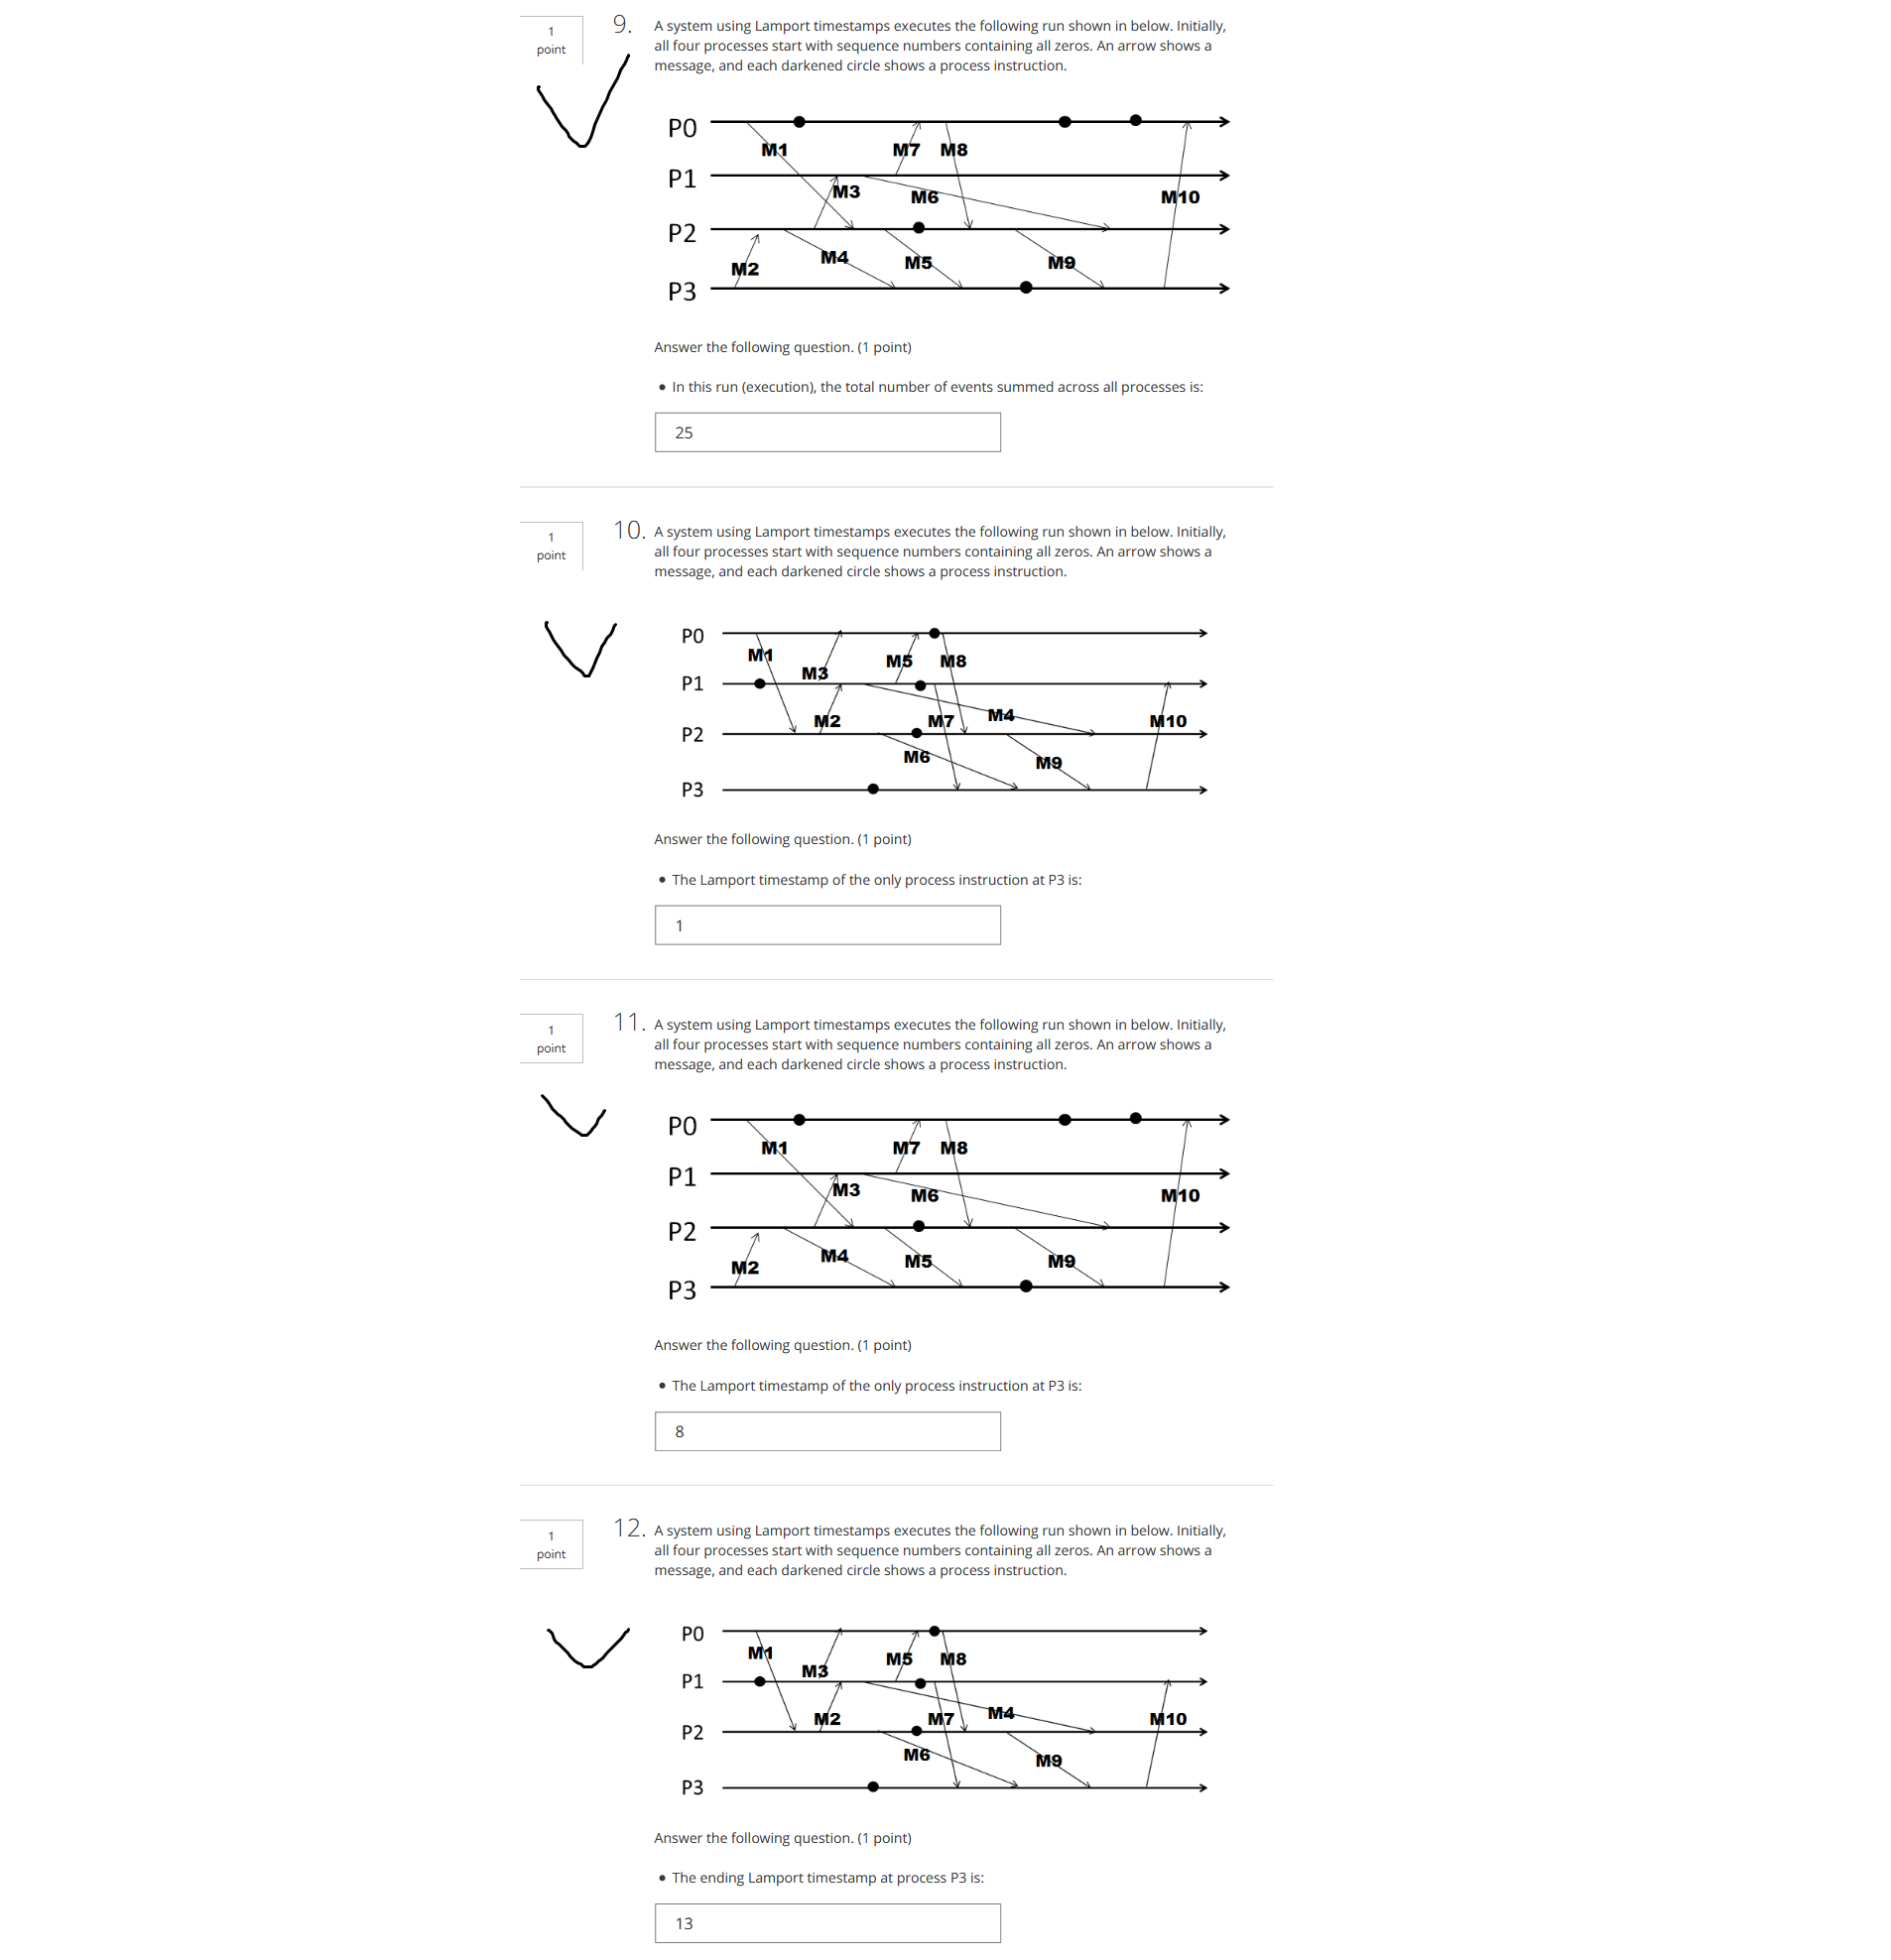 1
point
9. A system using Lamport timestamps executes the following run shown in below. Initially,
all four processes start with sequence numbers containing all zeros. An arrow shows a
message, and each darkened circle shows a process instruction.
P0
M1 M7 M8
P1
M3 M6 M10
P2
M2 M4 M5 M9
P3
Answer the following question. (1 point)
• In this run (execution), the total number of events summed across all processes is:
25
1
point
10. A system using Lamport timestamps executes the following run shown in below. Initially,
all four processes start with sequence numbers containing all zeros. An arrow shows a
message, and each darkened circle shows a process instruction.
P0
M1 M3 M5 M8
P1
M2 M7 M4 M10
P2
M6 M9
P3
Answer the following question. (1 point)
• The Lamport timestamp of the only process instruction at P3 is:
1
1
point
11. A system using Lamport timestamps executes the following run shown in below. Initially,
all four processes start with sequence numbers containing all zeros. An arrow shows a
message, and each darkened circle shows a process instruction.
P0
M1 M7 M8
P1
M3 M6 M10
P2
M2 M4 M5 M9
P3
Answer the following question. (1 point)
• The Lamport timestamp of the only process instruction at P3 is:
8
1
point
12. A system using Lamport timestamps executes the following run shown in below. Initially,
all four processes start with sequence numbers containing all zeros. An arrow shows a
message, and each darkened circle shows a process instruction.
P0
M1 M3 M5 M8
P1
M2 M7 M4 M10
P2
M6 M9
P3
Answer the following question. (1 point)
• The ending Lamport timestamp at process P3 is:
13